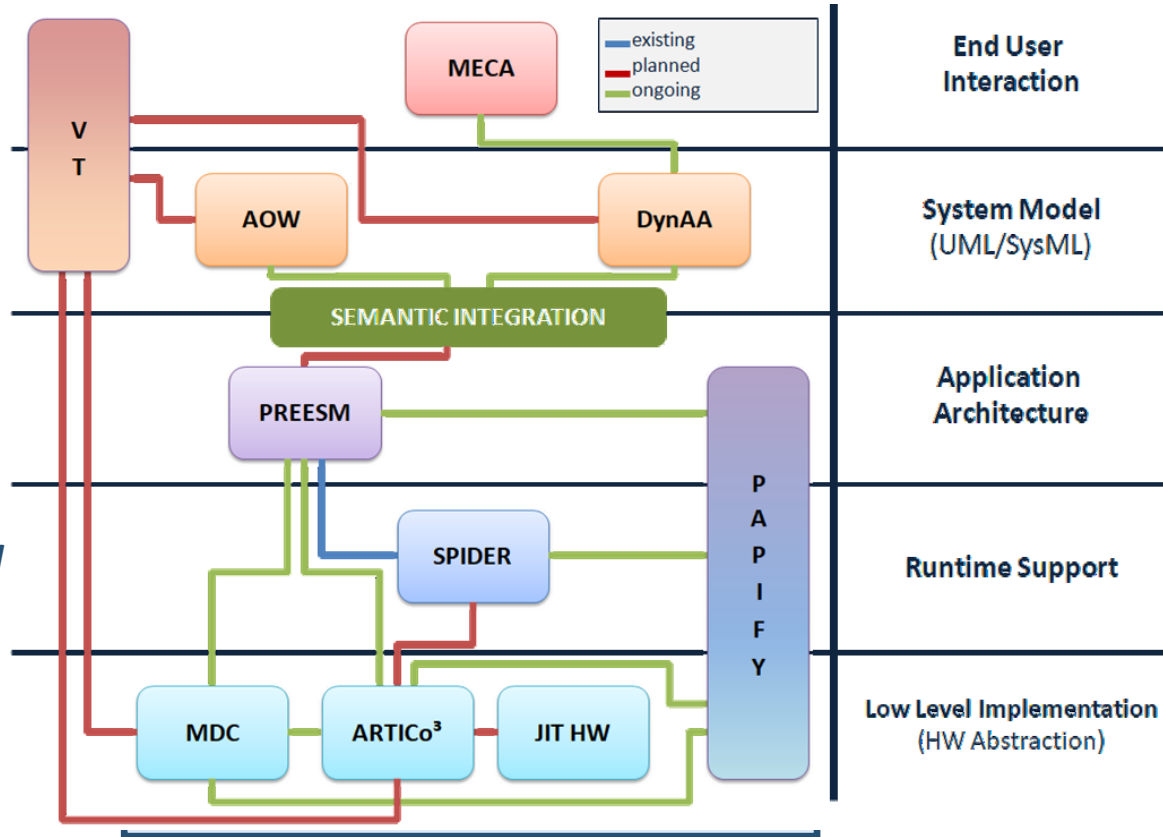 existing
planned
ongoing
End User
Interaction
MECA
V
T
AOW
DynAA
System Model
(UML/SysML)
SEMANTIC INTEGRATION
PREESM
Application
Architecture
P
A
P
I
F
Y
SPIDER
Runtime Support
MDC
ARTICo³
JIT HW
Low Level Implementation
(HW Abstraction)